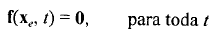 f(xₑ, t) = 0, para toda t